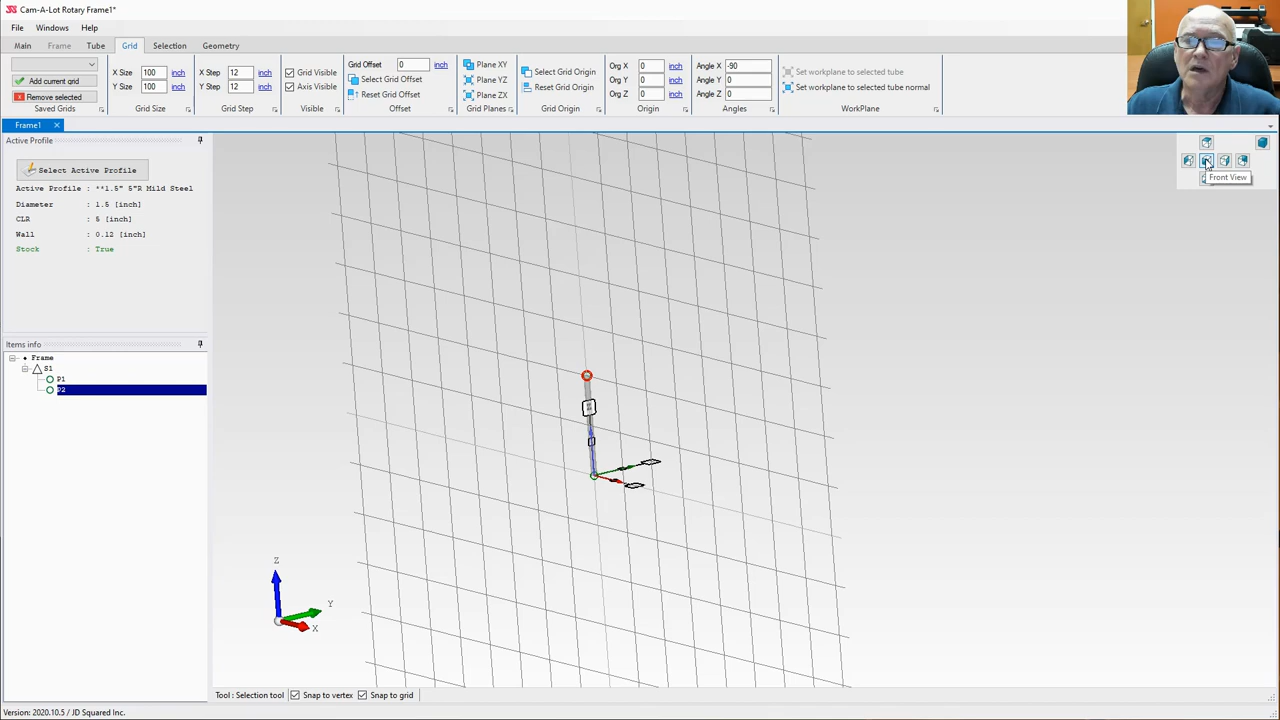 Cam-A-Lot Rotary Frame1*
File Windows Help
Main Frame Tube Grid Selection Geometry
X Size 100 inch X Step 12 inch Grid Visible Grid Offset 0 inch Plane XY Org X 0 inch Angle X -90
Add current grid Y Size 100 inch Y Step 12 inch Axis Visible Select Grid Offset Plane YZ Select Grid Origin Org Y 0 inch Angle Y 0 Set workplane to selected tube
Remove selected Reset Grid Offset Plane ZX Reset Grid Origin Org Z 0 inch Angle Z 0 Set workplane to selected tube normal
Saved Grids Grid Size Grid Step Visible Offset Grid Planes Grid Origin Origin Angles WorkPlane
Frame1
Active Profile
Select Active Profile
Active Profile : **1.5" 5"R Mild Steel
Diameter : 1.5 [inch]
CLR : 5 [inch]
Wall : 0.12 [inch]
Stock : True
Items info
Frame
S1
P1
P2
Front View
Z
Y
X
Tool : Selection tool Snap to vertex Snap to grid
Version: 2020.10.5 / JD Squared Inc.